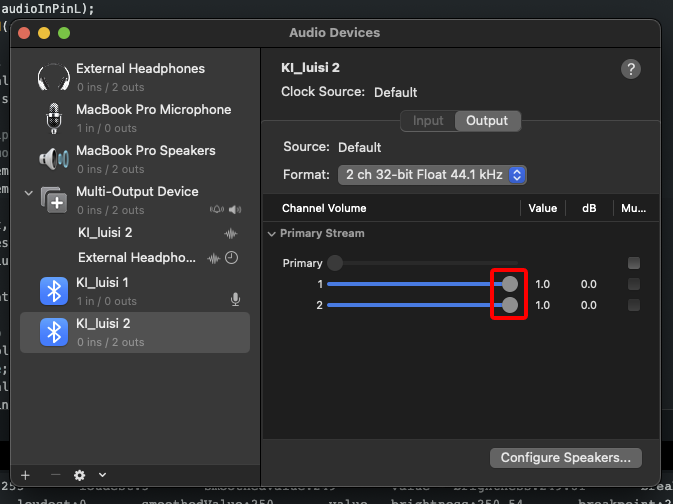 audioInPinL);
Audio Devices
External Headphones
0 ins / 2 outs
MacBook Pro Microphone
1 in / 0 outs
MacBook Pro Speakers
0 ins / 2 outs
Multi-Output Device
0 ins / 2 outs
KI_luisi 2
External Headpho...
KI_luisi 1
1 in / 0 outs
KI_luisi 2
0 ins / 2 outs
KI_luisi 2
?
Clock Source: Default
Input Output
Source: Default
Format: 2 ch 32-bit Float 44.1 kHz
Channel Volume Value dB Mu...
Primary Stream
Primary
1 1.0 0.0
2 1.0 0.0
Configure Speakers...